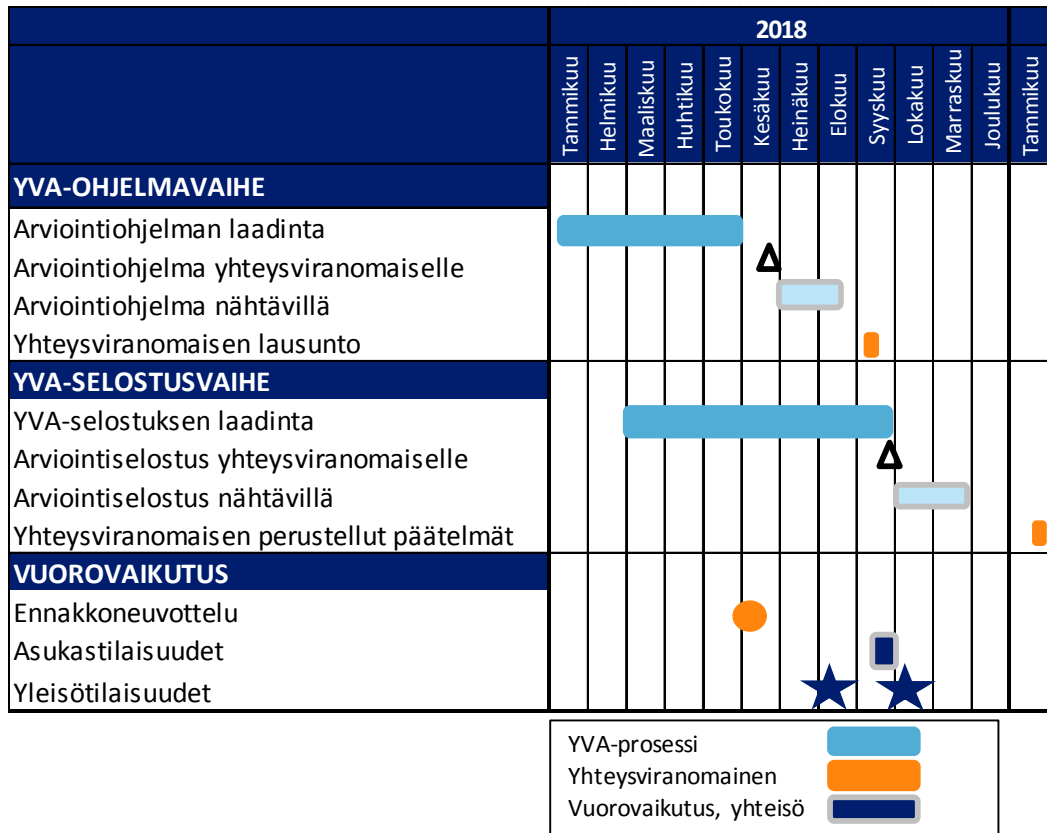 2018
Tammikuu
Helmikuu
Maaliskuu
Huhtikuu
Toukokuu
Kesäkuu
Heinäkuu
Elokuu
Syyskuu
Lokakuu
Marraskuu
Joulukuu
Tammikuu
YVA-OHJELMAVAIHE
Arviointiohjelman laadinta
Arviointiohjelma yhteysviranomaiselle
Arviointiohjelma nähtävillä
Yhteysviranomaisen lausunto
YVA-SELOSTUSVAIHE
YVA-selostuksen laadinta
Arviointiselostus yhteysviranomaiselle
Arviointiselostus nähtävillä
Yhteysviranomaisen perustellut päätelmät
VUOROVAIKUTUS
Ennakkoneuvottelu
Asukastilaisuudet
Yleisötilaisuudet
YVA-prosessi
Yhteysviranomainen
Vuorovaikutus, yhteisö